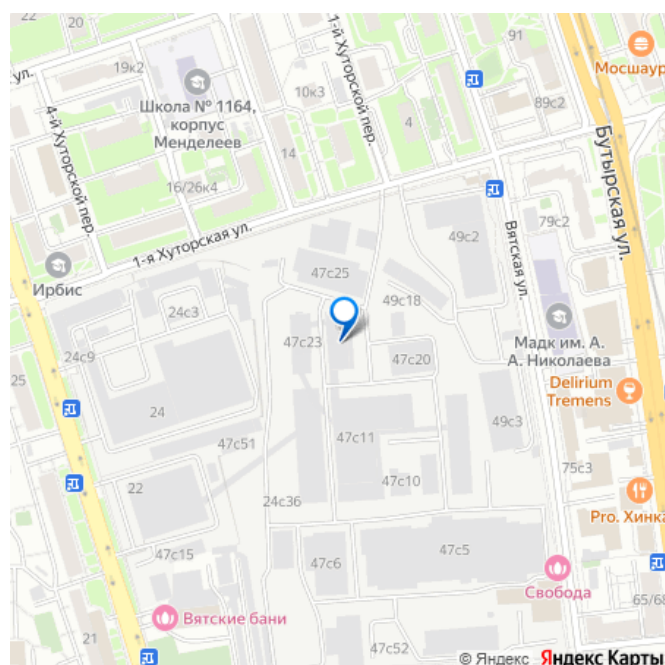 22
20
ул.
19к2
Школа № 1164,
корпус
Менделеев
4-й Хуторской пер.
16/26к4
10к3
14
1-й Хуторской пер.
4
91
89с2
Мосшаур
Бутырская ул.
1-я Хуторская ул.
Ирбис
Вятская ул.
79с2
49с2
47с25
49с18
24с3
24с9
47с23
47с20
Мадк им. А.
А. Николаева
25
Delirium
Tremens
24
47с51
47с11
49с3
75с3
22
24с36
47с10
Pro. Хинка
47с15
47с6
47с5
Свобода
65/68
Вятские бани
21
47с52
© Яндекс Яндекс Карты